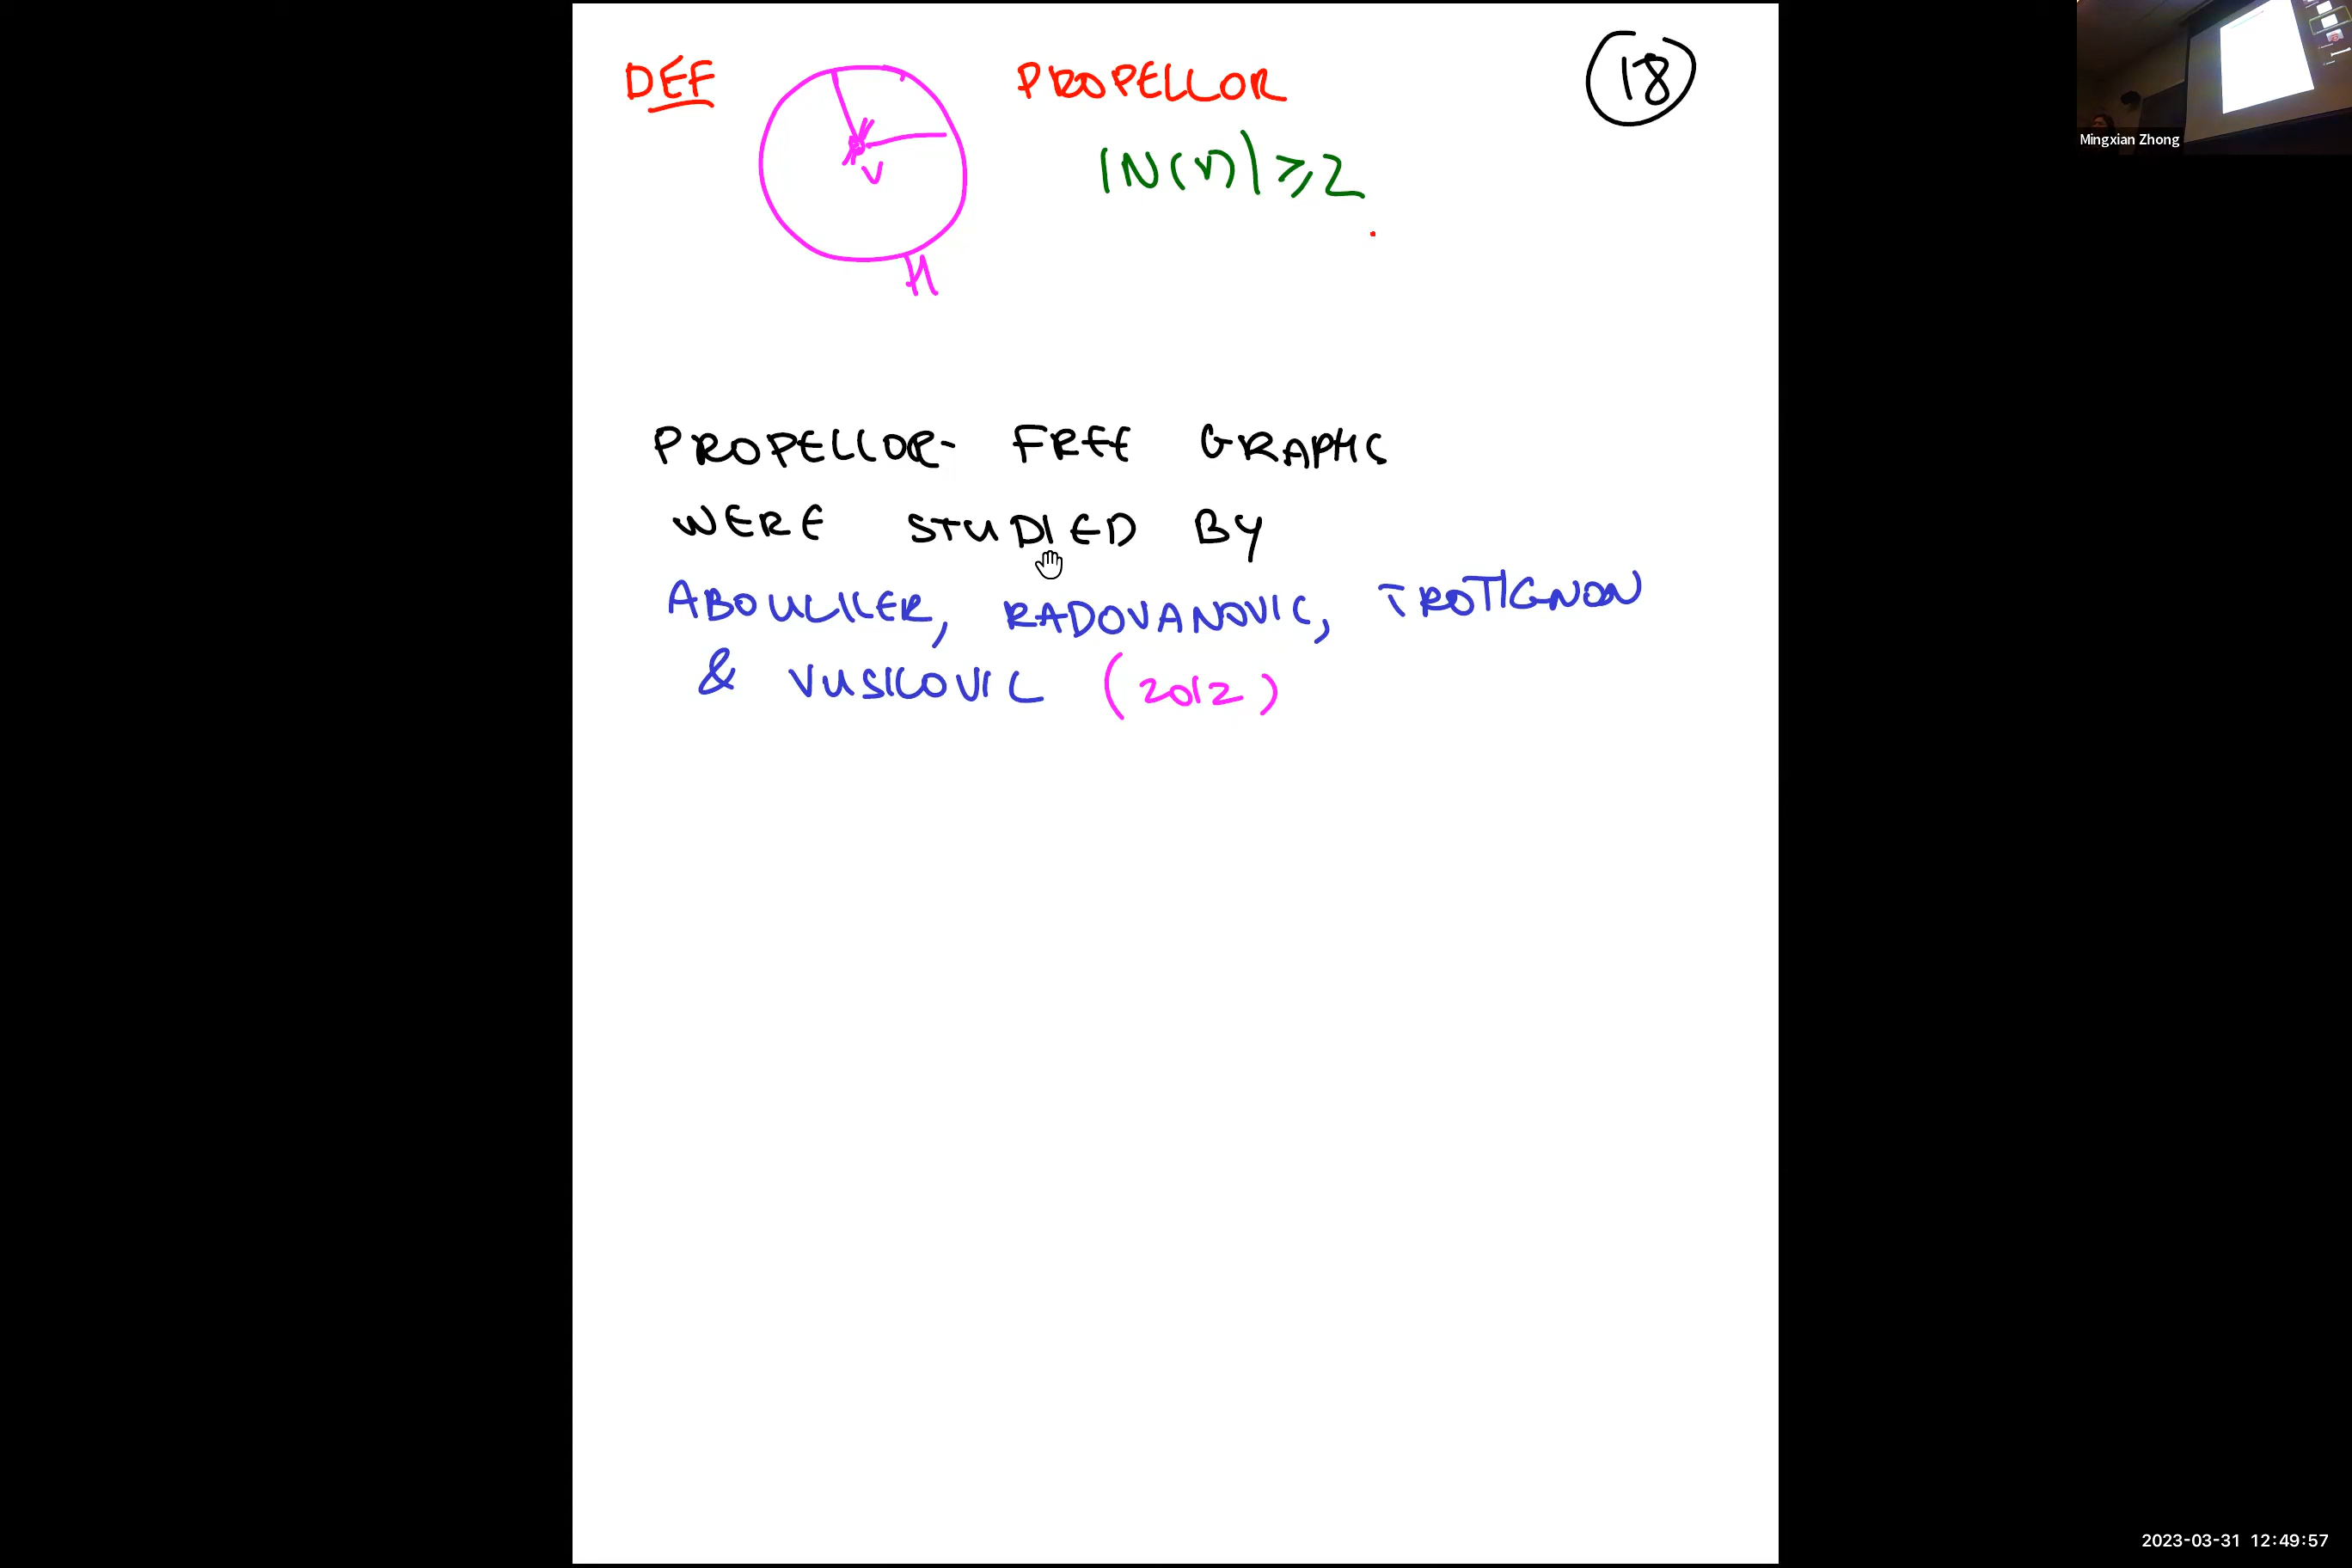 DEF
PROPELLOR
18
|N(v)| ≥ 2
v
H
PROPELLOR- FREE GRAPHS
WERE STUDIED BY
ABOULKER, RADOVANOVIC, TROTIGNON
& VUSKOVIC (2012)
Mingxian Zhong
2023-03-31 12:49:57